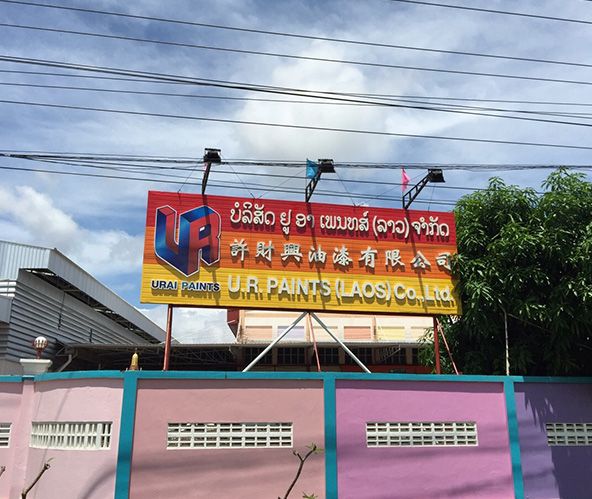 ບໍລິສັດ ຢູ ອາ ເພນທສ໌ (ລາວ) ຈຳກັດ
許財興油漆有限公司
U.R. PAINTS (LAOS) Co., Ltd.
UR
URAI PAINTS